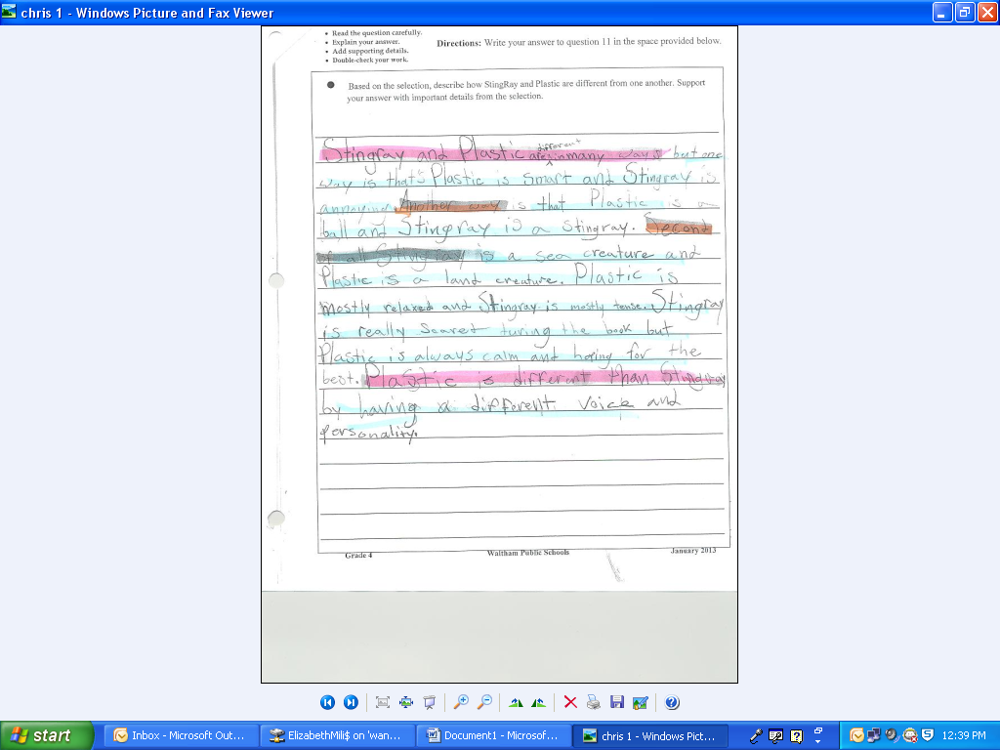 chris 1 - Windows Picture and Fax Viewer
• Read the question carefully.
• Explain your answer.
• Add supporting details.
• Double-check your work.
Directions: Write your answer to question 11 in the space provided below.
● Based on the selection, describe how StingRay and Plastic are different from one another. Support
your answer with important details from the selection.
Stingray and Plastic are different in many ways but one
way is that's Plastic is smart and Stingray is
annoying. Another way is that Plastic is a
ball and Stingray is a stingray. Second
of all Stingray is a sea creature and
Plastic is a land creature. Plastic is
mostly relaxed and Stingray is mostly tense. Stingray
is really scaret turing the book but
Plastic is always calm and hoping for the
best. Plastic is different than Stingray
by having a different voice and
personality.
Grade 4 Waltham Public Schools January 2013
start Inbox - Microsoft Out... ElizabethMili$ on 'wan... Document1 - Microsof... chris 1 - Windows Pict... 12:39 PM